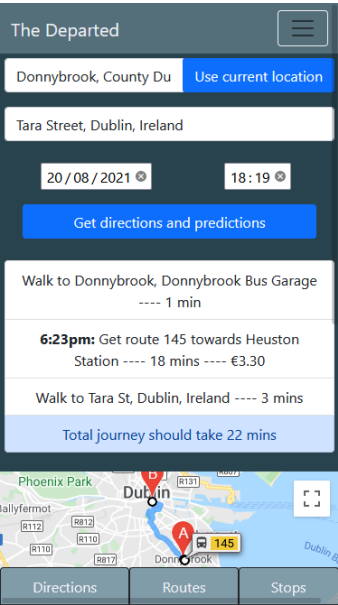 The Departed
Donnybrook, County Du
Use current location
Tara Street, Dublin, Ireland
20/08/2021
18:19
Get directions and predictions
Walk to Donnybrook, Donnybrook Bus Garage
---- 1 min
6:23pm: Get route 145 towards Heuston
Station ---- 18 mins ---- €3.30
Walk to Tara St, Dublin, Ireland ---- 3 mins
Total journey should take 22 mins
Phoenix Park
B
R131
Dublin
allyfermot
R112
R812
R110
R110
R817
A
145
Donnybrook
Dublin B
Directions
Routes
Stops